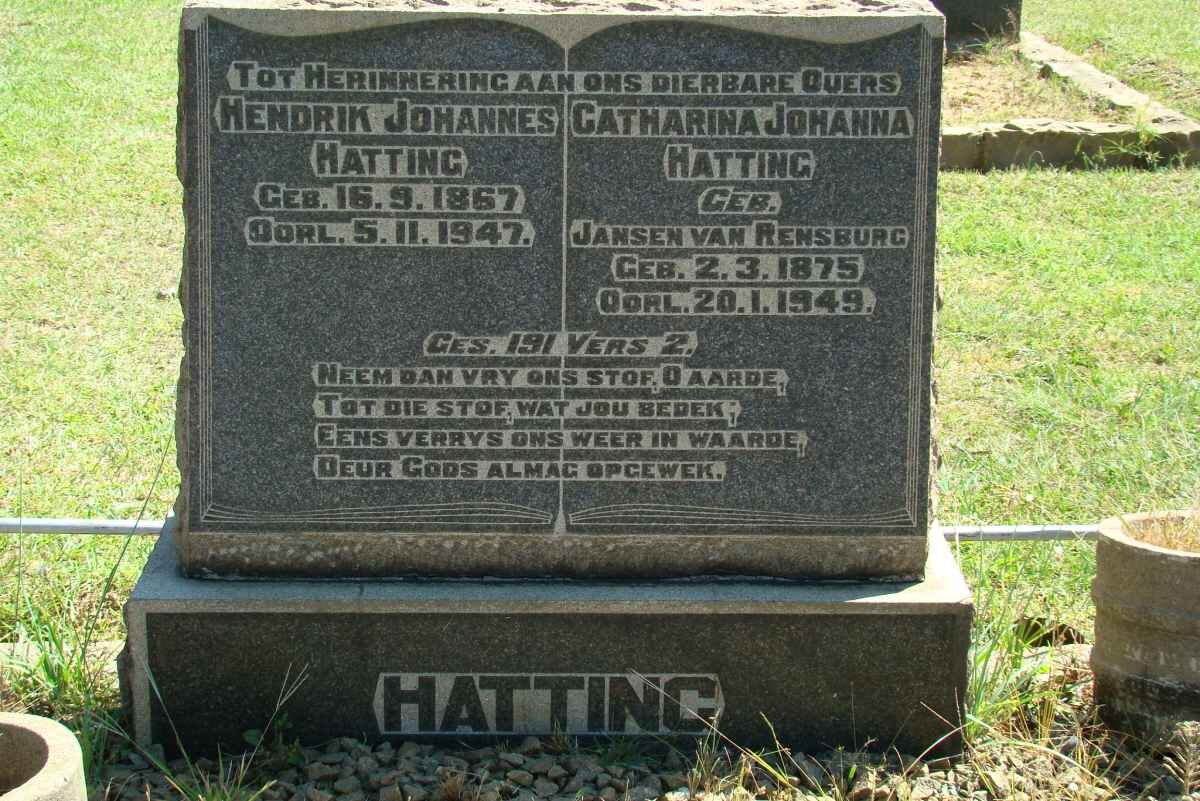 TOT HERINNERING AAN ONS DIERBARE OUERS
HENDRIK JOHANNES
HATTING
GEB. 16.9.1867
OORL. 5.11.1947.
CATHARINA JOHANNA
HATTING
GEB.
JANSEN VAN RENSBURG
GEB. 2.3.1875
OORL. 20.1.1949.
GES. 191 VERS 2.
NEEM DAN VRY ONS STOF, O AARDE,
TOT DIE STOF, WAT JOU BEDEK;
EENS VERRYS ONS WEER IN WAARDE,
DEUR GODS ALMAG OPGEWEK.
HATTING